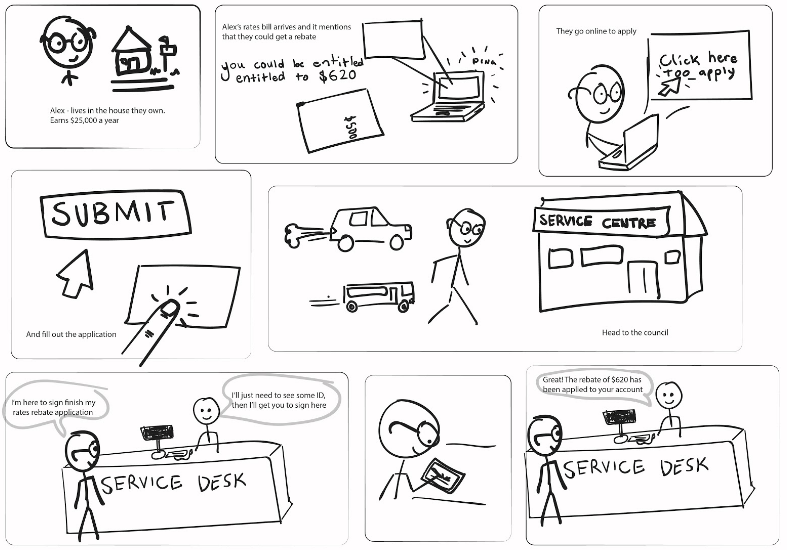 Alex - lives in the house they own.
Earns $25,000 a year
Alex's rates bill arrives and it mentions
that they could get a rebate
you could be entitled
entitled to $620
$500
DING
They go online to apply
Click here
too apply
SUBMIT
And fill out the application
SERVICE CENTRE
Head to the council
I'm here to sign finish my
rates rebate application
I'll just need to see some ID,
then I'll get you to sign here
SERVICE DESK
Great! The rebate of $620 has
been applied to your account
SERVICE DESK